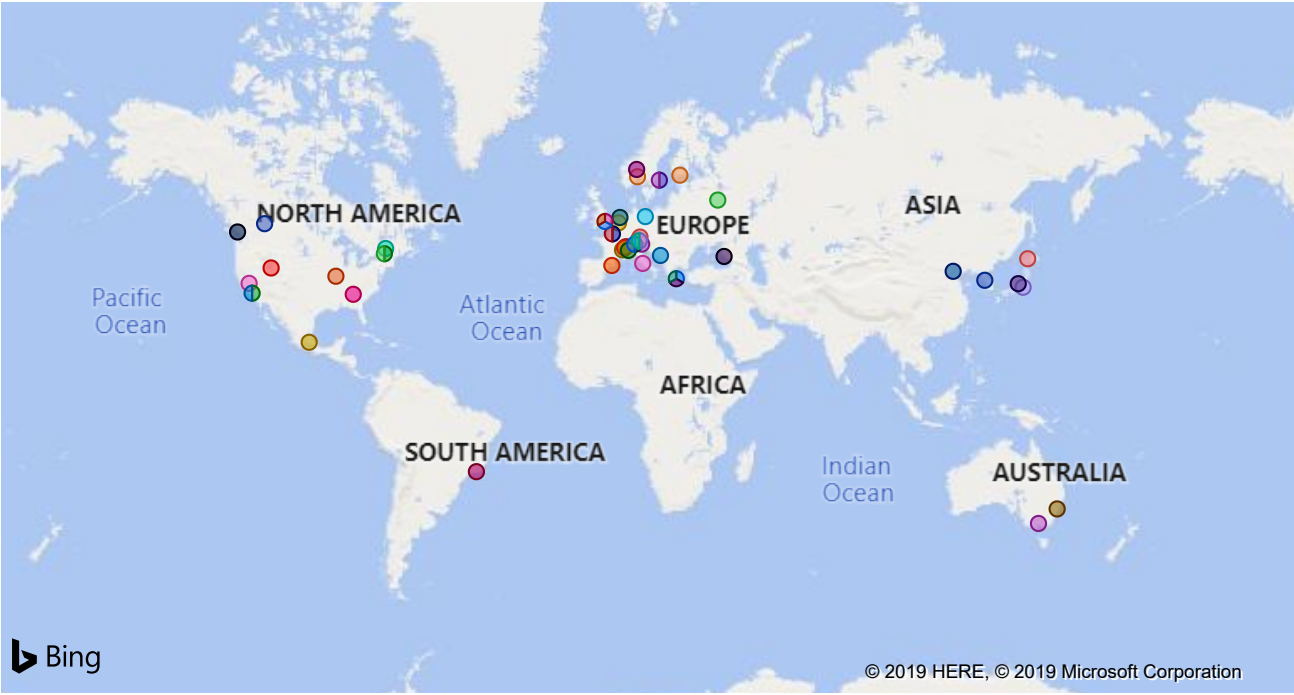 NORTH AMERICA
EUROPE
ASIA
Pacific
Ocean
Atlantic
Ocean
AFRICA
SOUTH AMERICA
Indian
Ocean
AUSTRALIA
Bing
© 2019 HERE, © 2019 Microsoft Corporation